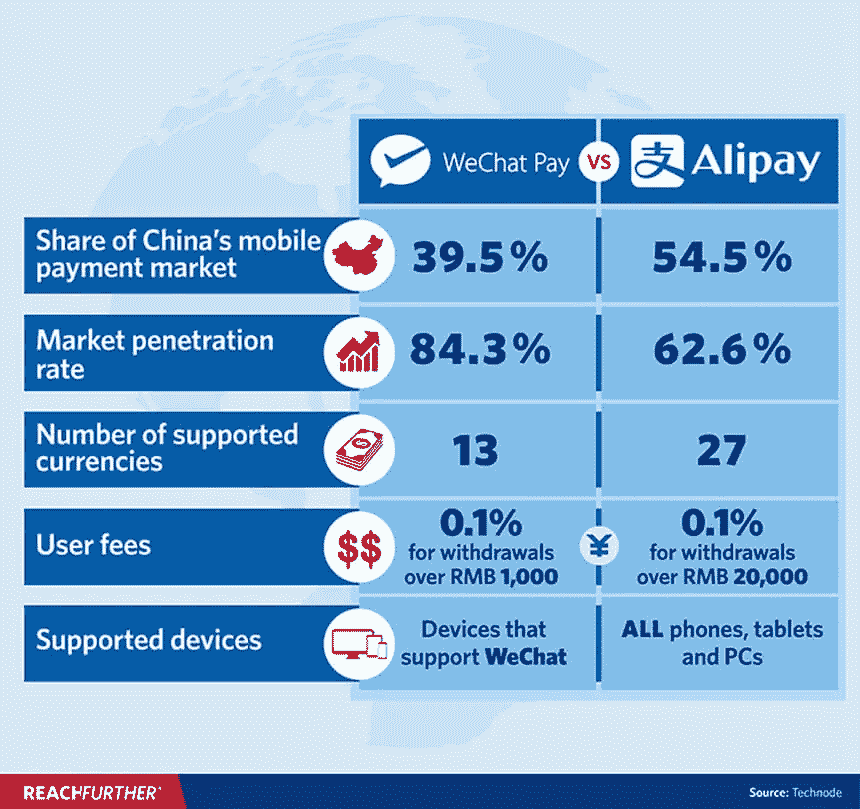 WeChat Pay VS 支 Alipay
Share of China's mobile
payment market
39.5% 54.5%
Market penetration
rate
84.3% 62.6%
Number of supported
currencies
13 27
User fees
$$
0.1%
for withdrawals
over RMB 1,000
¥
0.1%
for withdrawals
over RMB 20,000
Supported devices
Devices that
support WeChat
ALL phones, tablets
and PCs
REACHFURTHER
Source: Technode